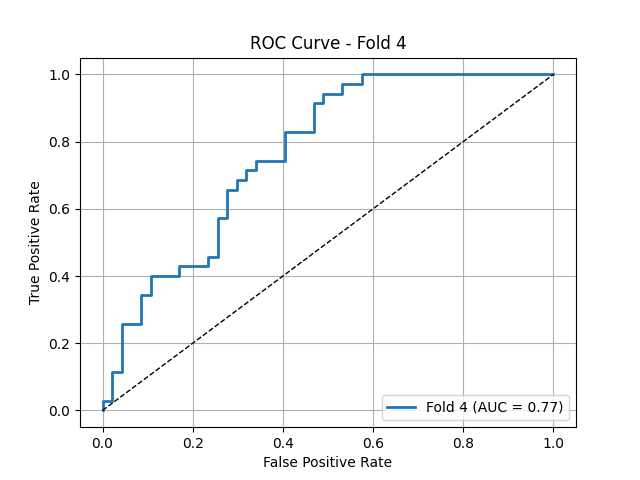 ROC Curve - Fold 4
True Positive Rate
1.0
0.8
0.6
0.4
0.2
0.0
Fold 4 (AUC = 0.77)
0.0 0.2 0.4 0.6 0.8 1.0
False Positive Rate